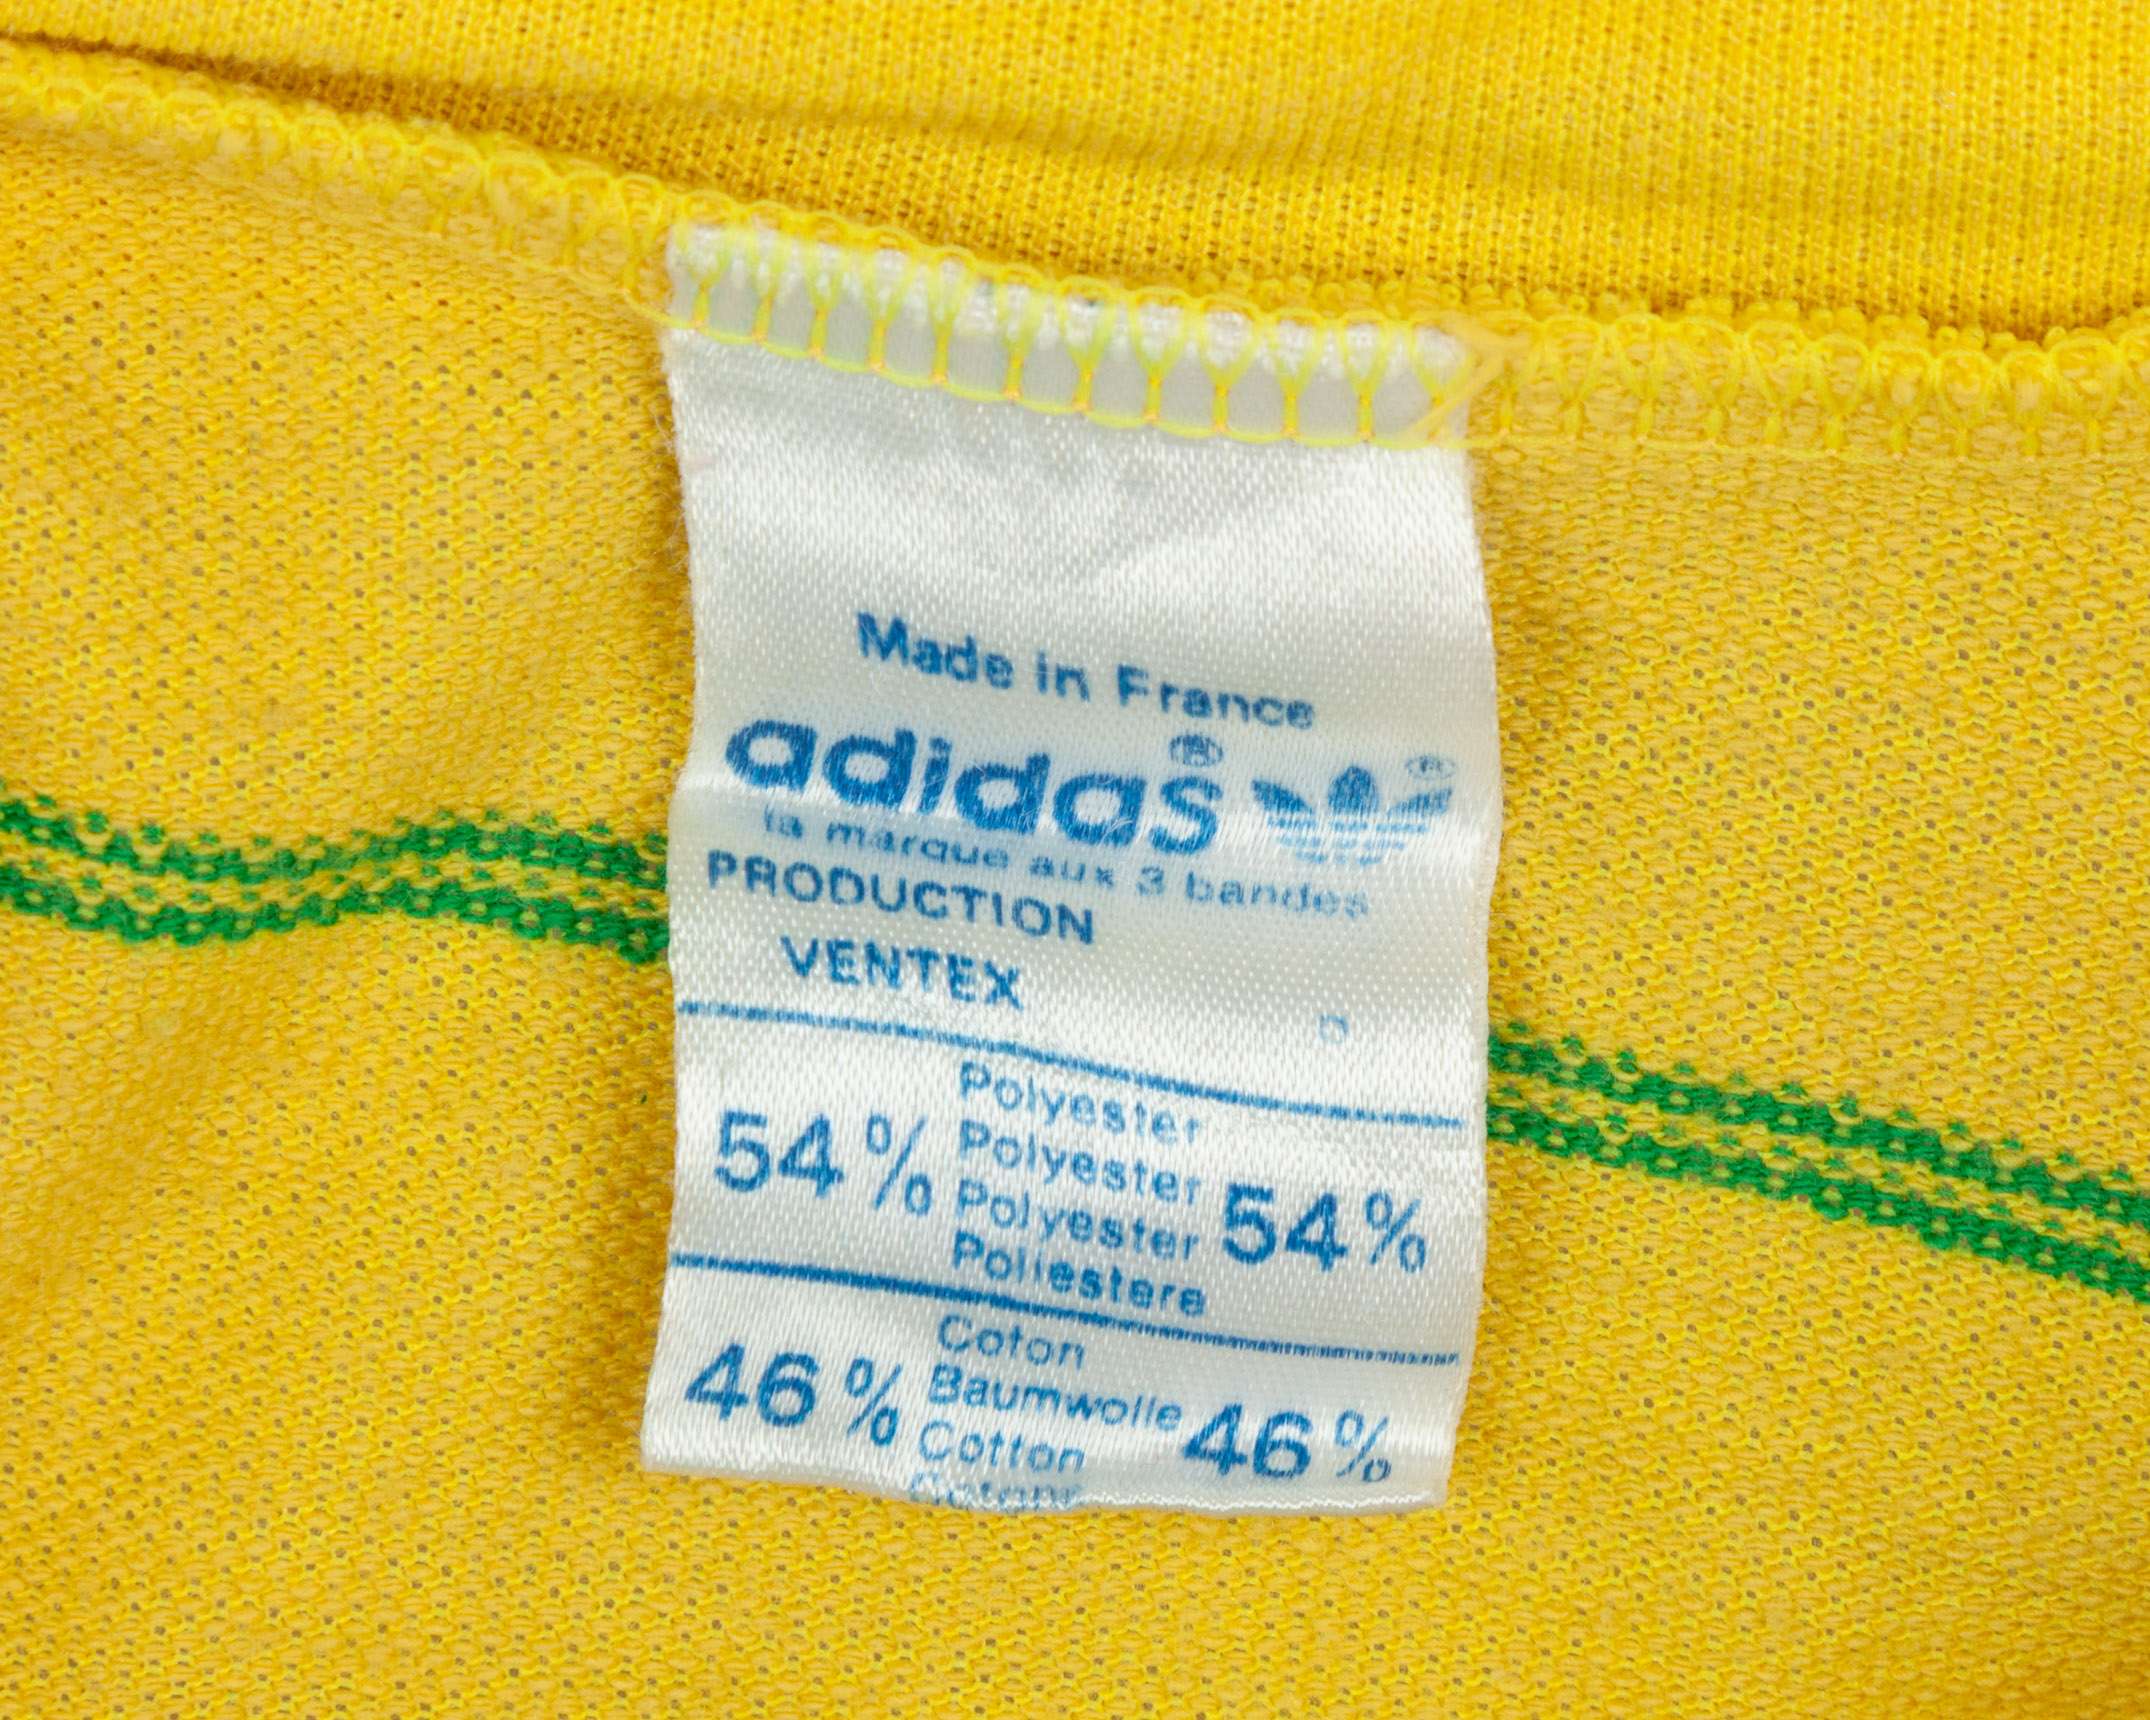 Made in France
adidas®
®
la marque aux 3 bandes
PRODUCTION
VENTEX
D
Polyester
54 % Polyester 54 %
Polyester
Poliestere
Coton
46 % Baumwolle 46 %
Cotton